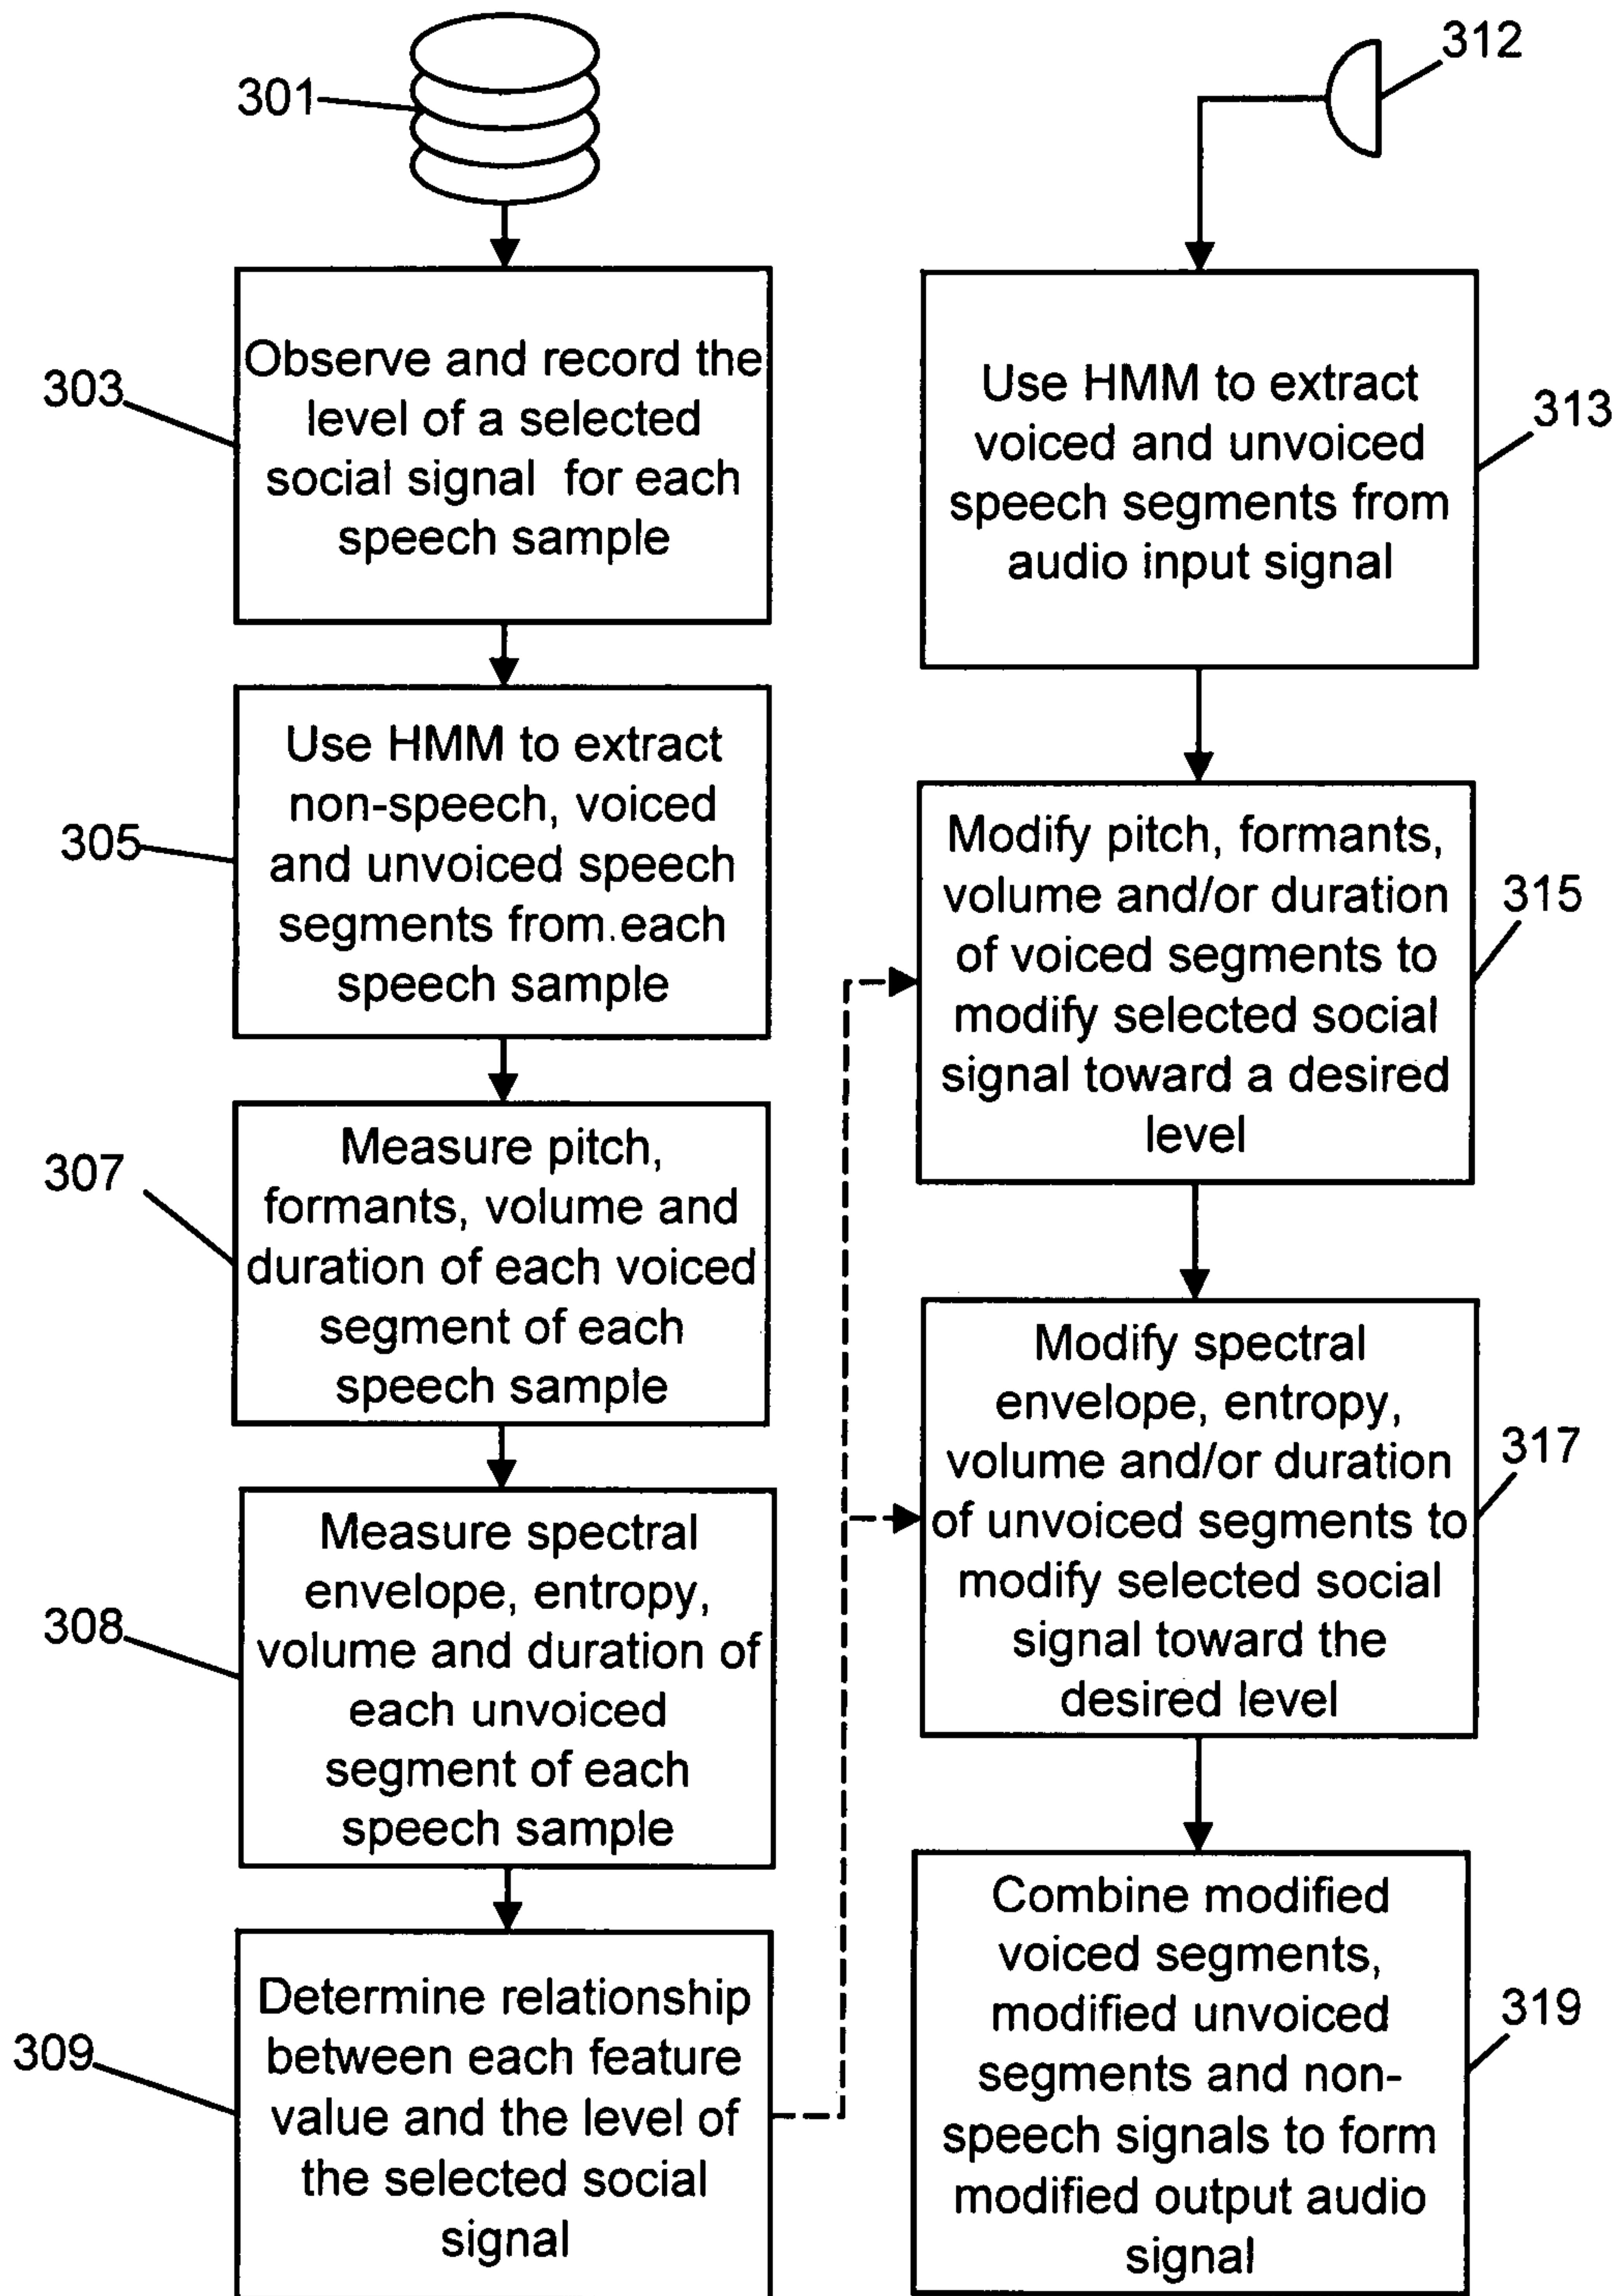 301
303
Observe and record the
level of a selected
social signal for each
speech sample
305
Use HMM to extract
non-speech, voiced
and unvoiced speech
segments from each
speech sample
307
Measure pitch,
formants, volume and
duration of each voiced
segment of each
speech sample
308
Measure spectral
envelope, entropy,
volume and duration of
each unvoiced
segment of each
speech sample
309
Determine relationship
between each feature
value and the level of
the selected social
signal
312
313
Use HMM to extract
voiced and unvoiced
speech segments from
audio input signal
315
Modify pitch, formants,
volume and/or duration
of voiced segments to
modify selected social
signal toward a desired
level
317
Modify spectral
envelope, entropy,
volume and/or duration
of unvoiced segments to
modify selected social
signal toward the
desired level
319
Combine modified
voiced segments,
modified unvoiced
segments and non-
speech signals to form
modified output audio
signal